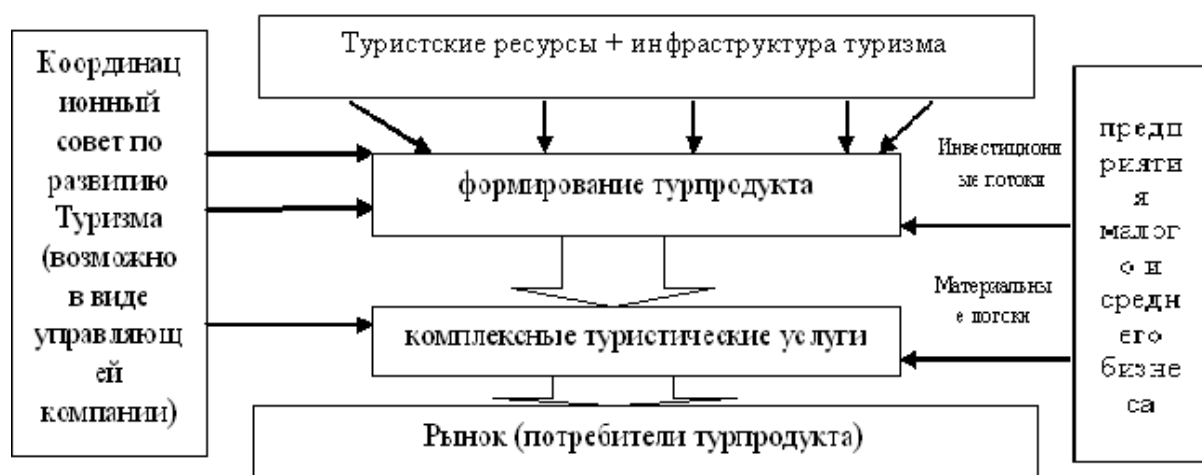 Туристские ресурсы + инфраструктура туризма
Координац
ионный
совет по
развитию
Туризма
(возможно
в виде
управляющ
ей
компании)
формирование турпродукта
Инвестиционн
ые потоки
комплексные туристические услуги
Материальны
е потоки
предп
рияти
я
малог
о и
средн
его
бизне
са
Рынок (потребители турпродукта)